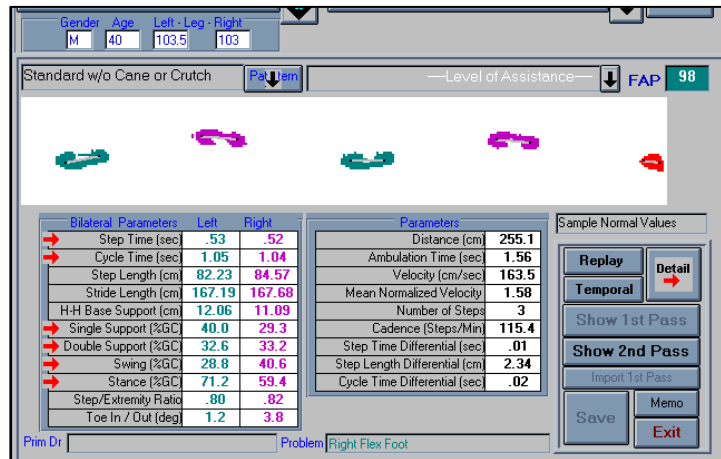 Gender Age Left - Leg - Right
M 40 103.5 103
Standard w/o Cane or Crutch Pattern —Level of Assistance— FAP 98
Bilateral Parameters Left Right
Step Time (sec) .53 .52
Cycle Time (sec) 1.05 1.04
Step Length (cm) 82.23 84.57
Stride Length (cm) 167.19 167.68
H-H Base Support (cm) 12.06 11.09
Single Support (%GC) 40.0 29.3
Double Support (%GC) 32.6 33.2
Swing (%GC) 28.8 40.6
Stance (%GC) 71.2 59.4
Step/Extremity Ratio .80 .82
Toe In / Out (deg) 1.2 3.8
Parameters
Distance (cm) 255.1
Ambulation Time (sec) 1.56
Velocity (cm/sec) 163.5
Mean Normalized Velocity 1.58
Number of Steps 3
Cadence (Steps/Min) 115.4
Step Time Differential (sec) .01
Step Length Differential (cm) 2.34
Cycle Time Differential (sec) .02
Sample Normal Values
Replay
Detail
Temporal
Show 1st Pass
Show 2nd Pass
Import 1st Pass
Save
Memo
Exit
Prim Dr Problem Right Flex Foot